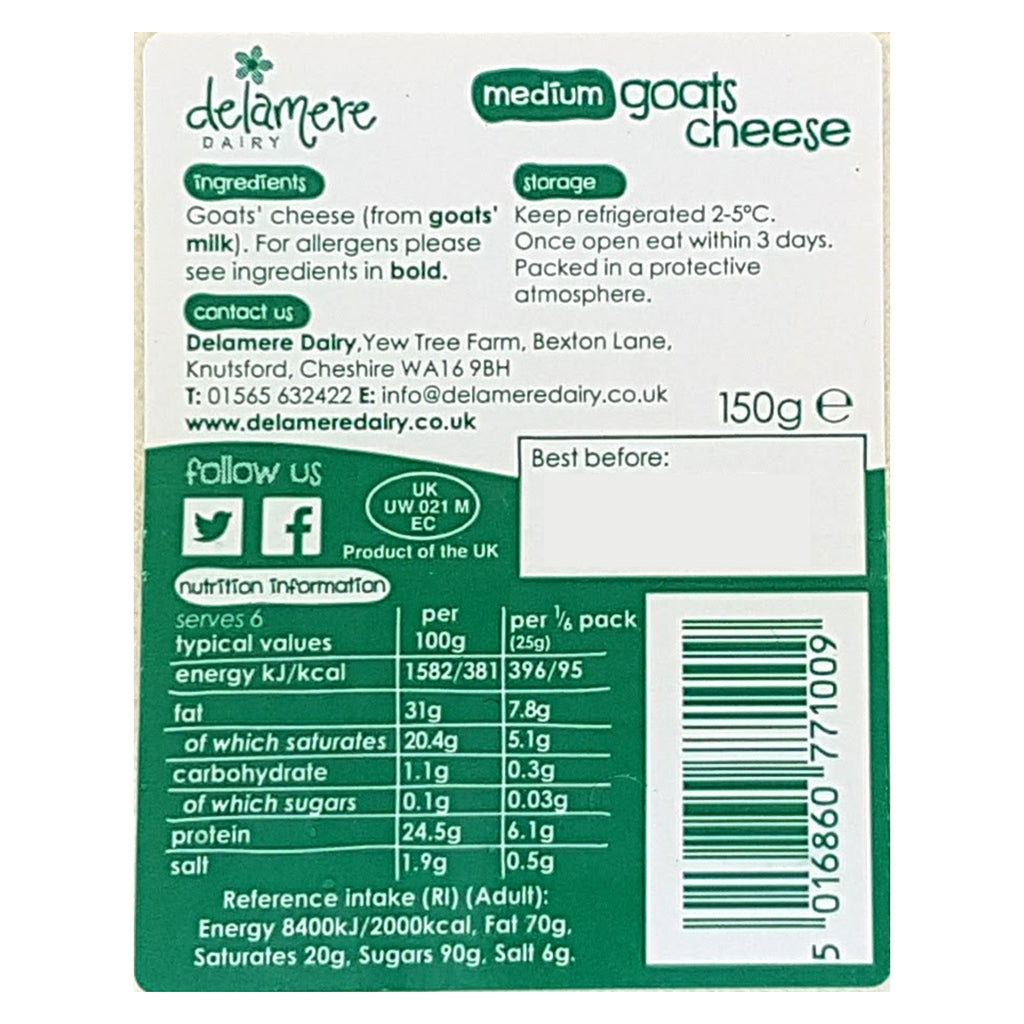 delamere
DAIRY
medium goats
cheese
ingredients
Goats' cheese (from goats'
milk). For allergens please
see ingredients in bold.
storage
Keep refrigerated 2-5°C.
Once open eat within 3 days.
Packed in a protective
atmosphere.
contact us
Delamere Dairy,Yew Tree Farm, Bexton Lane,
Knutsford, Cheshire WA16 9BH
T: 01565 632422 E: info@delameredairy.co.uk
www.delameredairy.co.uk
150g ℮
Best before:
follow us
UK
UW 021 M
EC
Product of the UK
nutrition information
serves 6
typical values per 100g per 1/6 pack (25g)
energy kJ/kcal 1582/381 396/95
fat 31g 7.8g
of which saturates 20.4g 5.1g
carbohydrate 1.1g 0.3g
of which sugars 0.1g 0.03g
protein 24.5g 6.1g
salt 1.9g 0.5g
Reference intake (RI) (Adult):
Energy 8400kJ/2000kcal, Fat 70g,
Saturates 20g, Sugars 90g, Salt 6g.
5 016860 771009